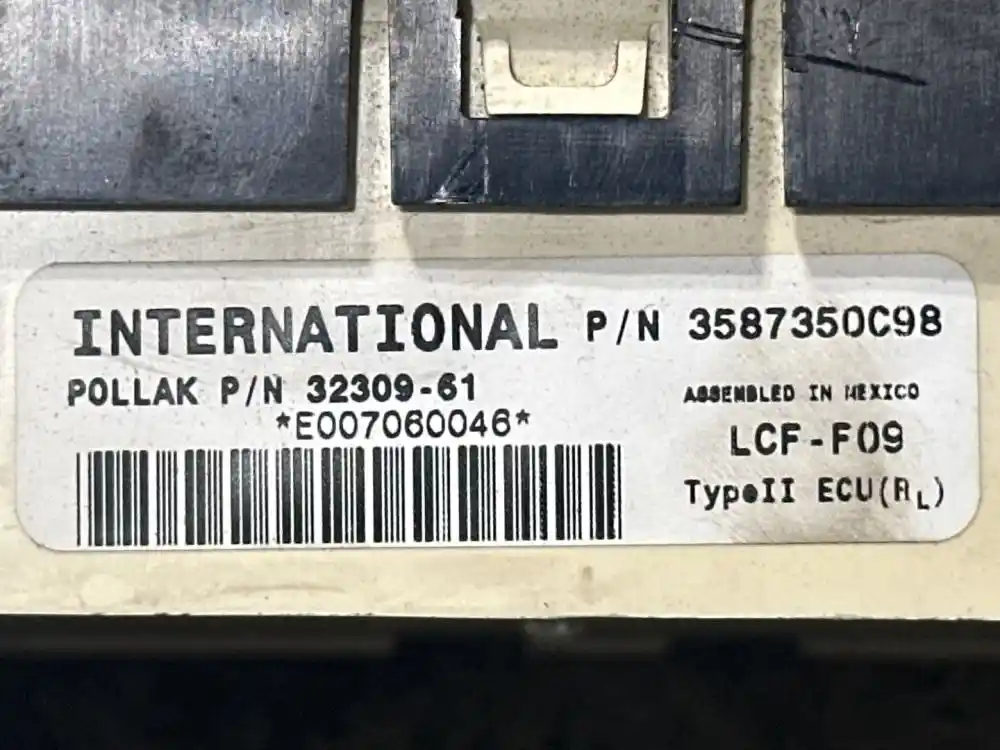 INTERNATIONAL P/N 3587350C98
POLLAK P/N 32309-61
*E007060046*
ASSEMBLED IN MEXICO
LCF-F09
TypeII ECU(RL)